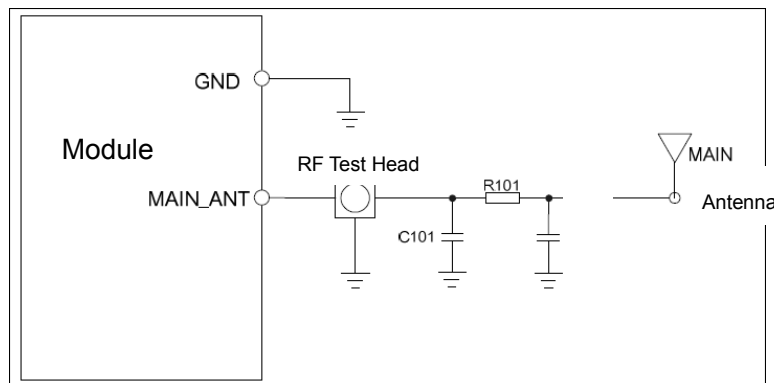 GND
Module
RF Test Head
MAIN
R101
MAIN_ANT
Antenna
C101